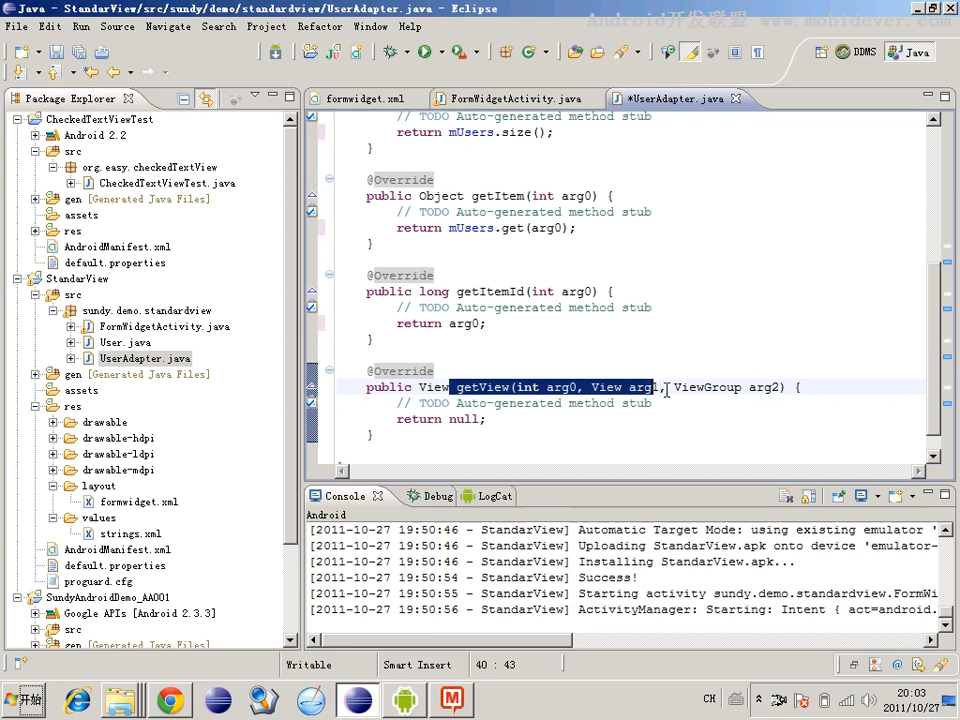 Java - StandarView/src/sundy/demo/standardview/UserAdapter.java - Eclipse
Android开发联盟 www.mobidever.com
File Edit Run Source Navigate Search Project Refactor Window Help
DDMS Java
Package Explorer
formwidget.xml FormWidgetActivity.java *UserAdapter.java
CheckedTextViewTest
Android 2.2
src
org.easy.checkedTextView
CheckedTextViewTest.java
gen [Generated Java Files]
assets
res
AndroidManifest.xml
default.properties
StandarView
src
sundy.demo.standardview
FormWidgetActivity.java
User.java
UserAdapter.java
gen [Generated Java Files]
assets
res
drawable
drawable-hdpi
drawable-ldpi
drawable-mdpi
layout
formwidget.xml
values
strings.xml
AndroidManifest.xml
default.properties
proguard.cfg
SundyAndroidDemo_AA001
Google APIs [Android 2.3.3]
src
gen [Generated Java Files]
// TODO Auto-generated method stub
return mUsers.size();
}
@Override
public Object getItem(int arg0) {
// TODO Auto-generated method stub
return mUsers.get(arg0);
}
@Override
public long getItemId(int arg0) {
// TODO Auto-generated method stub
return arg0;
}
@Override
public View getView(int arg0, View arg1, ViewGroup arg2) {
// TODO Auto-generated method stub
return null;
}
Console Debug LogCat
Android
[2011-10-27 19:50:46 - StandarView] Automatic Target Mode: using existing emulator '
[2011-10-27 19:50:46 - StandarView] Uploading StandarView.apk onto device 'emulator-
[2011-10-27 19:50:46 - StandarView] Installing StandarView.apk...
[2011-10-27 19:50:54 - StandarView] Success!
[2011-10-27 19:50:55 - StandarView] Starting activity sundy.demo.standardview.FormWi
[2011-10-27 19:50:56 - StandarView] ActivityManager: Starting: Intent { act=android.
Writable Smart Insert 40 : 43
开始
CH
20:03
2011/10/27